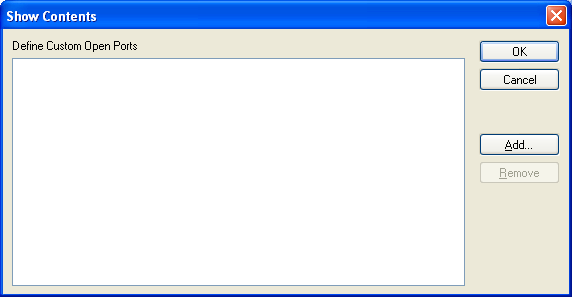 Show Contents
Define Custom Open Ports
OK
Cancel
Add...
Remove